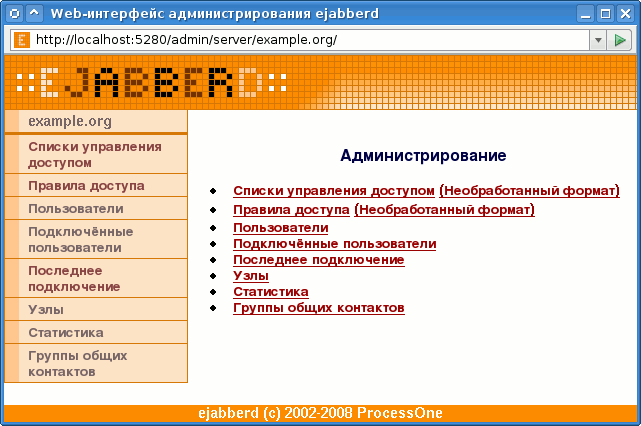 Web-интерфейс администрирования ejabberd
http://localhost:5280/admin/server/example.org/
::EJABBERD::
example.org
Списки управления
доступом
Правила доступа
Пользователи
Подключённые
пользователи
Последнее
подключение
Узлы
Статистика
Группы общих
контактов
Администрирование
Списки управления доступом (Необработанный формат)
Правила доступа (Необработанный формат)
Пользователи
Подключённые пользователи
Последнее подключение
Узлы
Статистика
Группы общих контактов
ejabberd (c) 2002-2008 ProcessOne